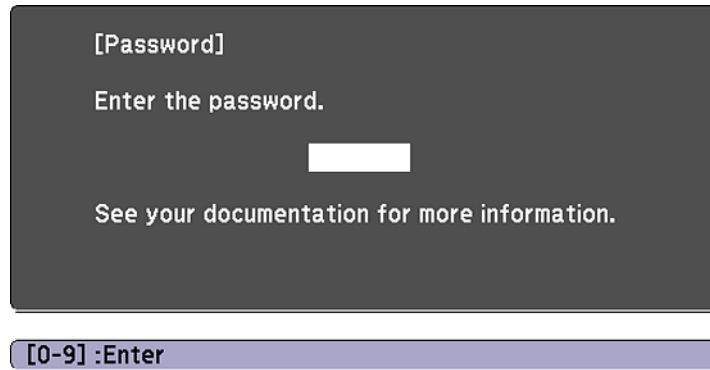 [Password]
Enter the password.
See your documentation for more information.
[0-9] :Enter